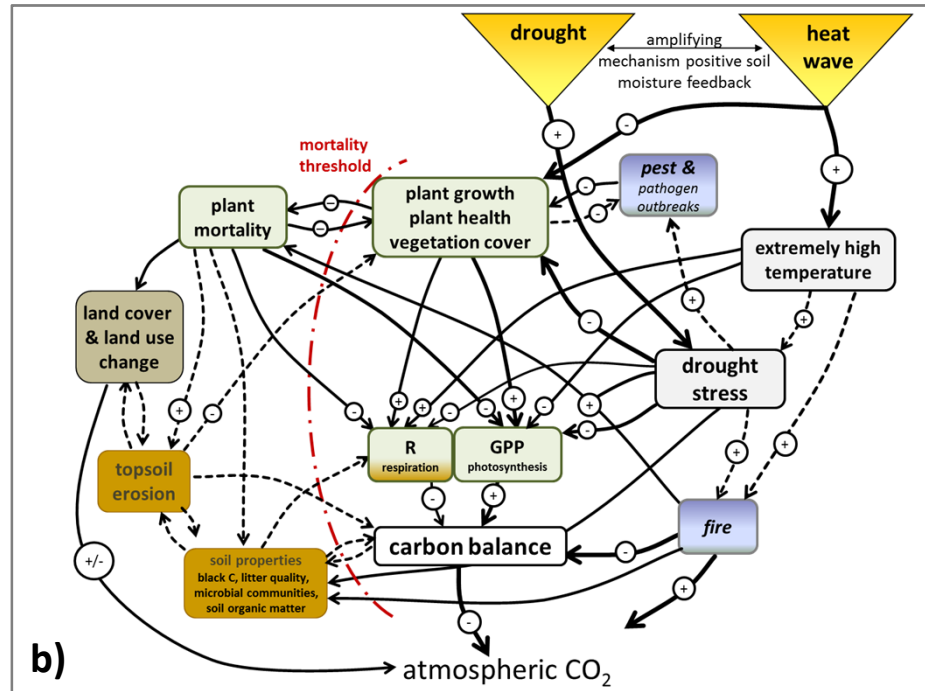 drought
amplifying
mechanism positive soil
moisture feedback
heat
wave
+
-
+
mortality
threshold
plant
mortality
plant growth
plant health
vegetation cover
pest &
pathogen
outbreaks
-
-
−
−
extremely high
temperature
land cover
& land use
change
+
-
-
+
+
-
+
-
-
-
+
-
+
+
+
+
drought
stress
R
respiration
GPP
photosynthesis
topsoil
erosion
-
+
fire
carbon balance
-
+
+/-
soil properties
black C, litter quality,
microbial communities,
soil organic matter
-
b)
atmospheric CO₂